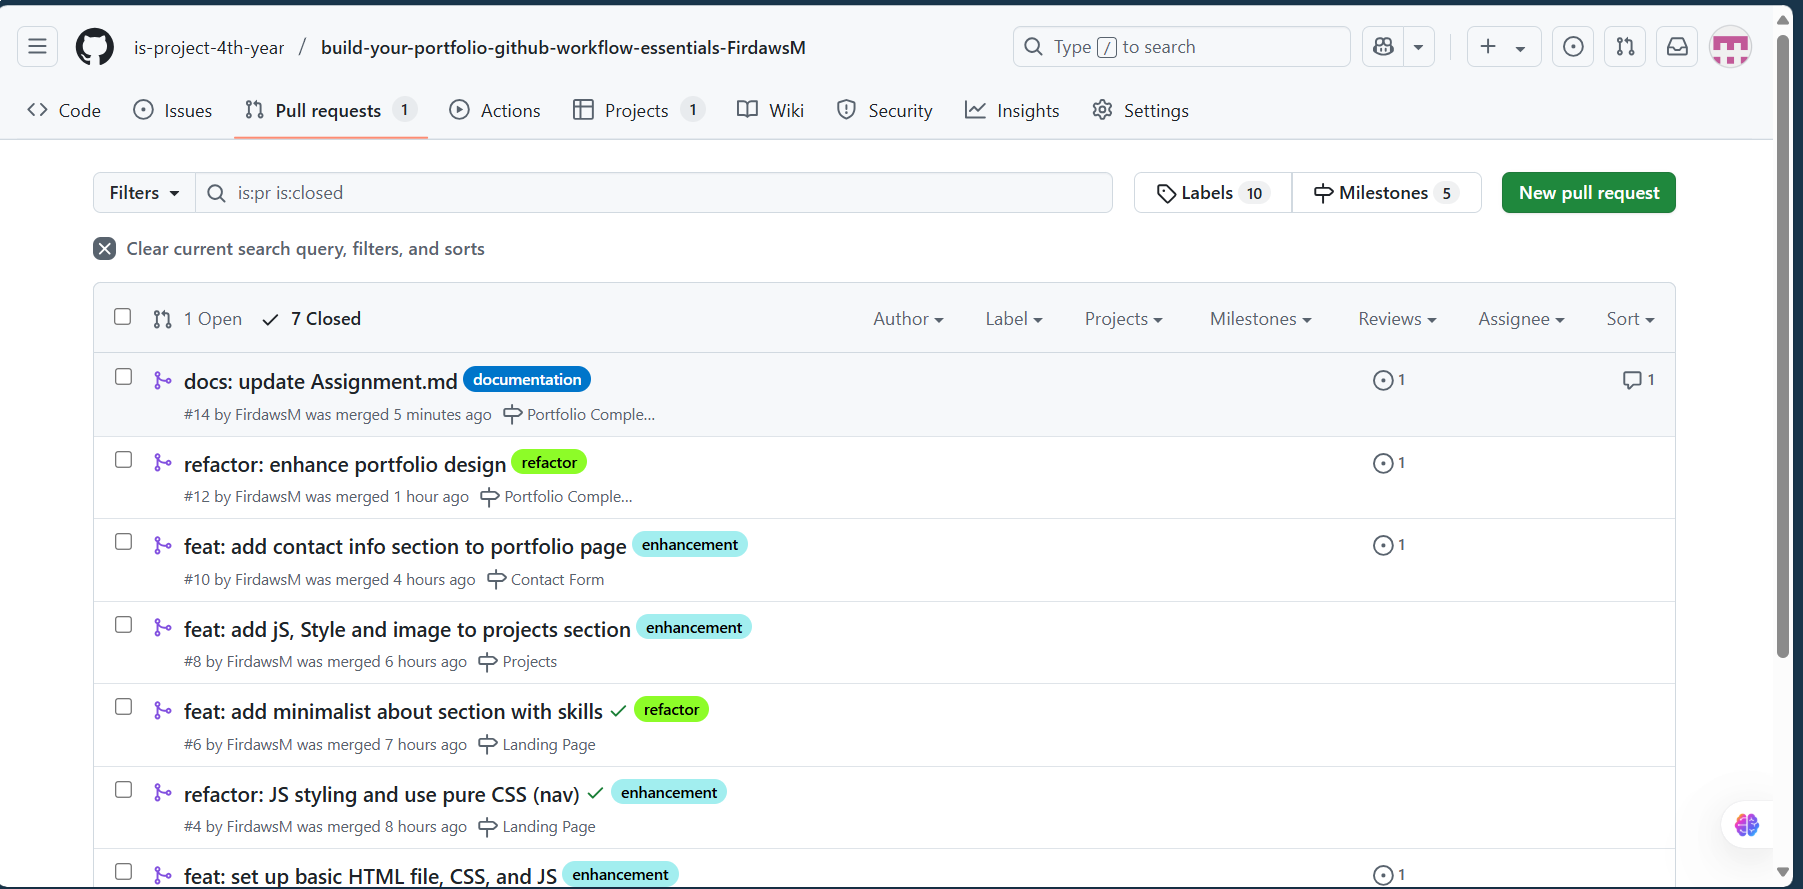 is-project-4th-year / build-your-portfolio-github-workflow-essentials-FirdawsM
Type / to search
Code Issues Pull requests 1 Actions Projects 1 Wiki Security Insights Settings
Filters is:pr is:closed Labels 10 Milestones 5 New pull request
Clear current search query, filters, and sorts
1 Open 7 Closed Author Label Projects Milestones Reviews Assignee Sort
docs: update Assignment.md documentation 1 1
#14 by FirdawsM was merged 5 minutes ago Portfolio Comple...
refactor: enhance portfolio design refactor 1
#12 by FirdawsM was merged 1 hour ago Portfolio Comple...
feat: add contact info section to portfolio page enhancement 1
#10 by FirdawsM was merged 4 hours ago Contact Form
feat: add jS, Style and image to projects section enhancement
#8 by FirdawsM was merged 6 hours ago Projects
feat: add minimalist about section with skills refactor
#6 by FirdawsM was merged 7 hours ago Landing Page
refactor: JS styling and use pure CSS (nav) enhancement
#4 by FirdawsM was merged 8 hours ago Landing Page
feat: set up basic HTML file, CSS, and JS enhancement 1